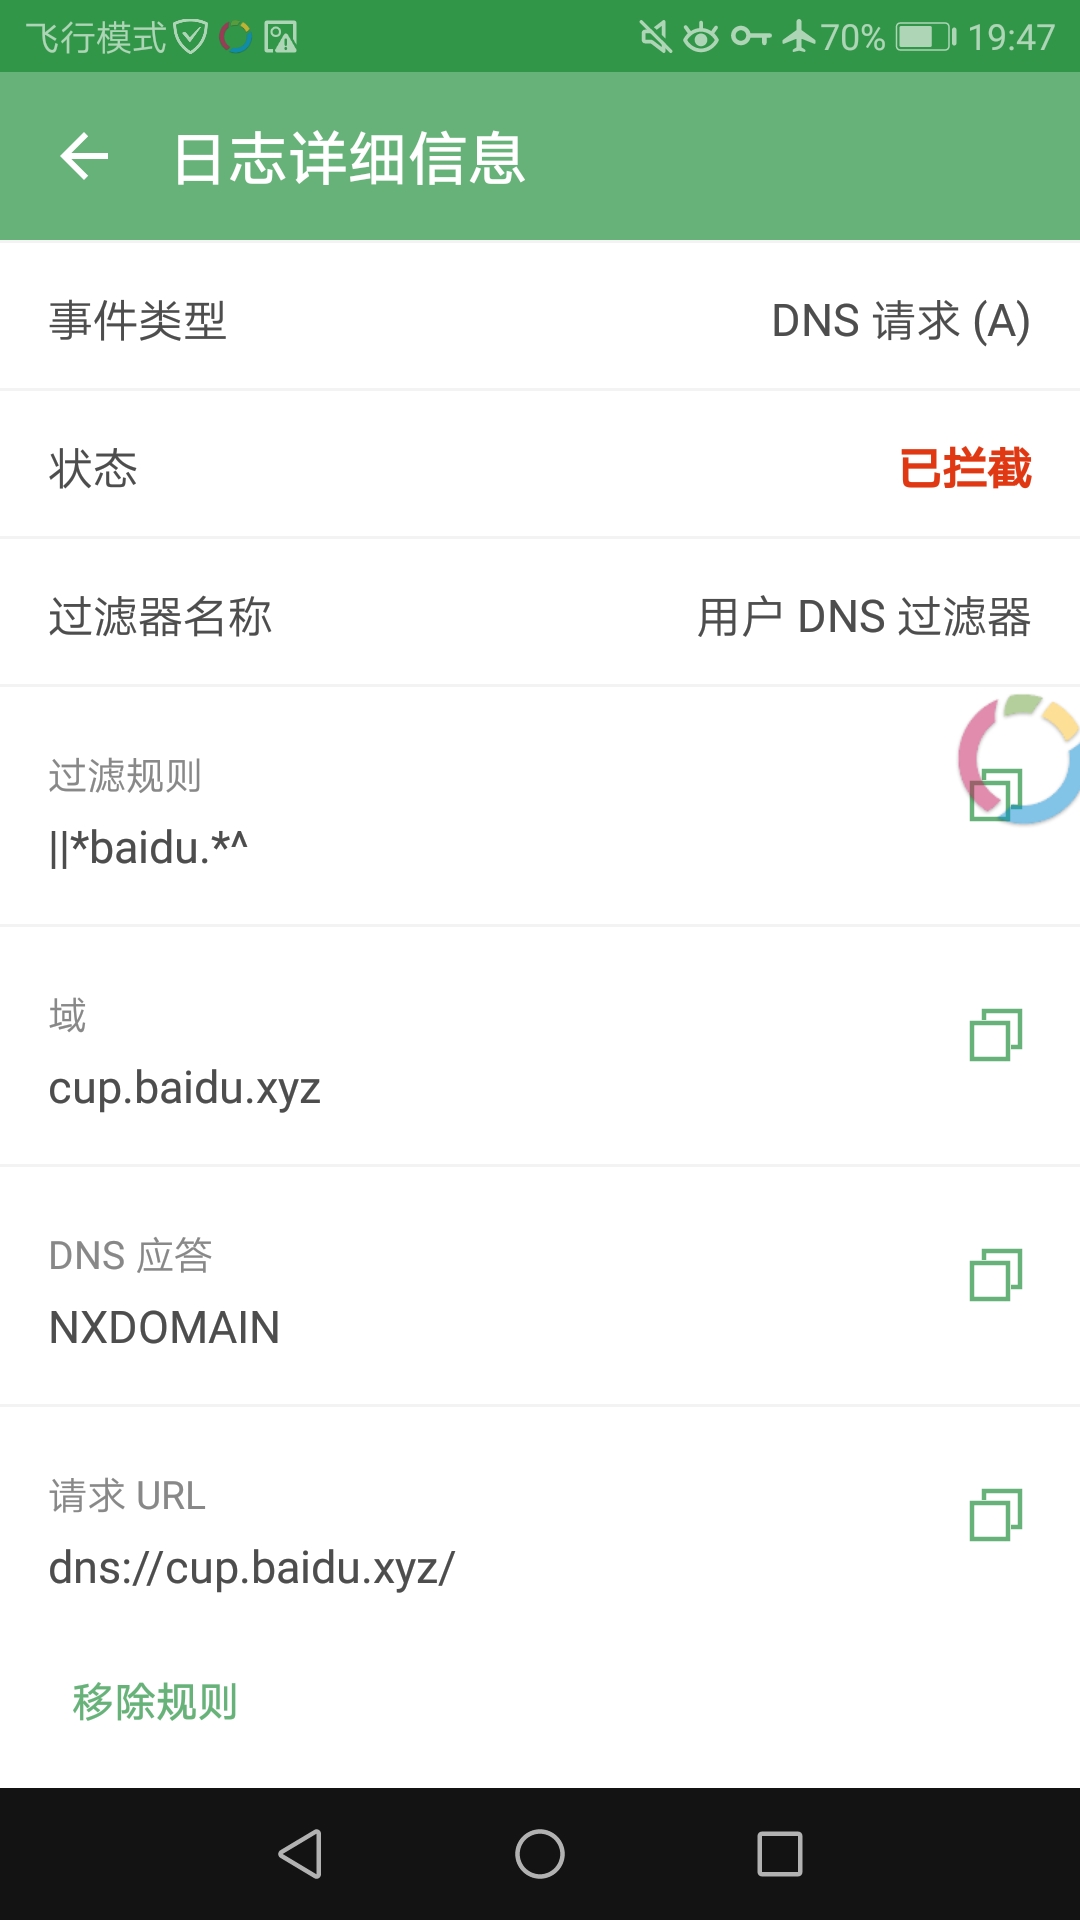 飞行模式 70% 19:47
日志详细信息
事件类型 DNS 请求 (A)
状态 已拦截
过滤器名称 用户 DNS 过滤器
过滤规则
||*baidu.*^
域
cup.baidu.xyz
DNS 应答
NXDOMAIN
请求 URL
dns://cup.baidu.xyz/
移除规则